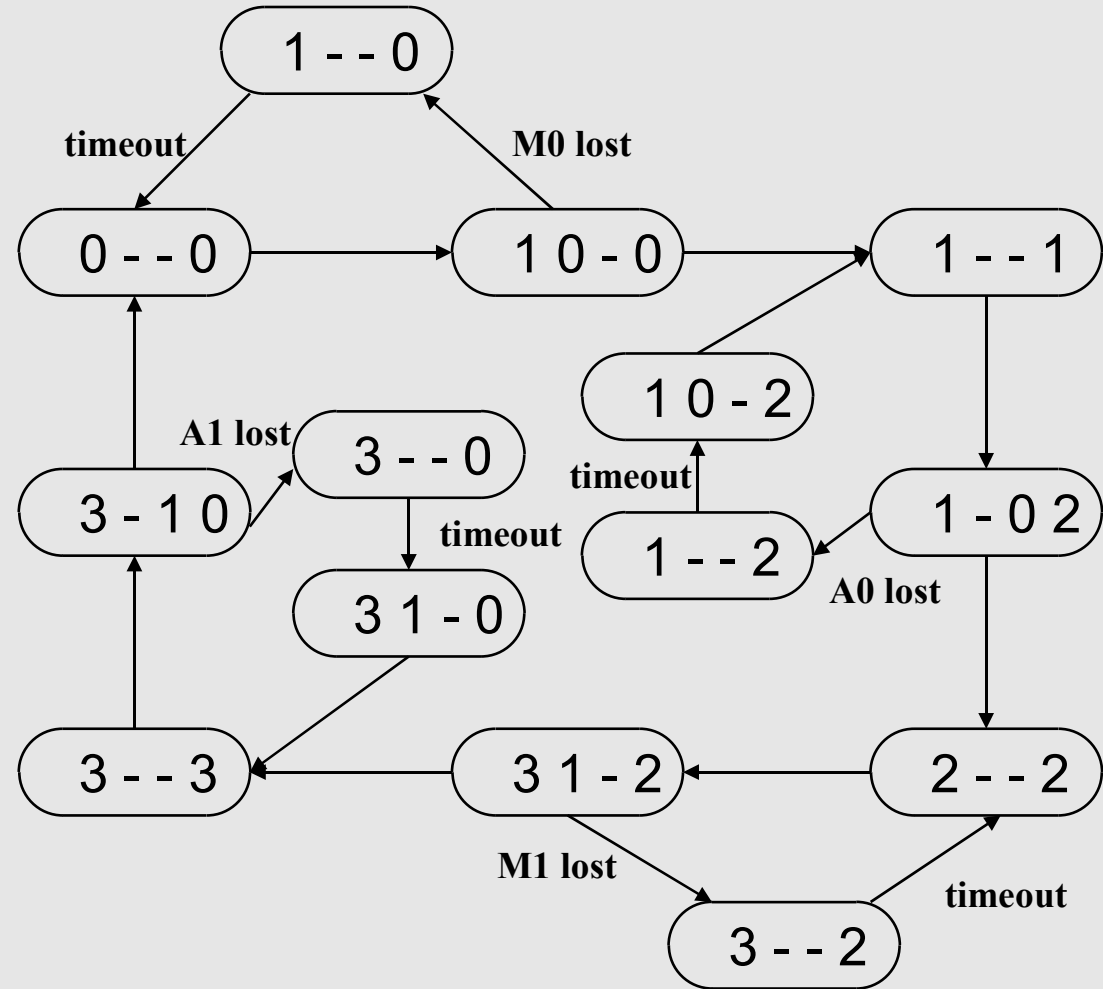 1 - - 0
timeout
M0 lost
0 - - 0
1 0 - 0
1 - - 1
1 0 - 2
A1 lost
3 - - 0
timeout
3 - 1 0
1 - 0 2
timeout
1 - - 2
A0 lost
3 1 - 0
3 - - 3
3 1 - 2
2 - - 2
M1 lost
timeout
3 - - 2